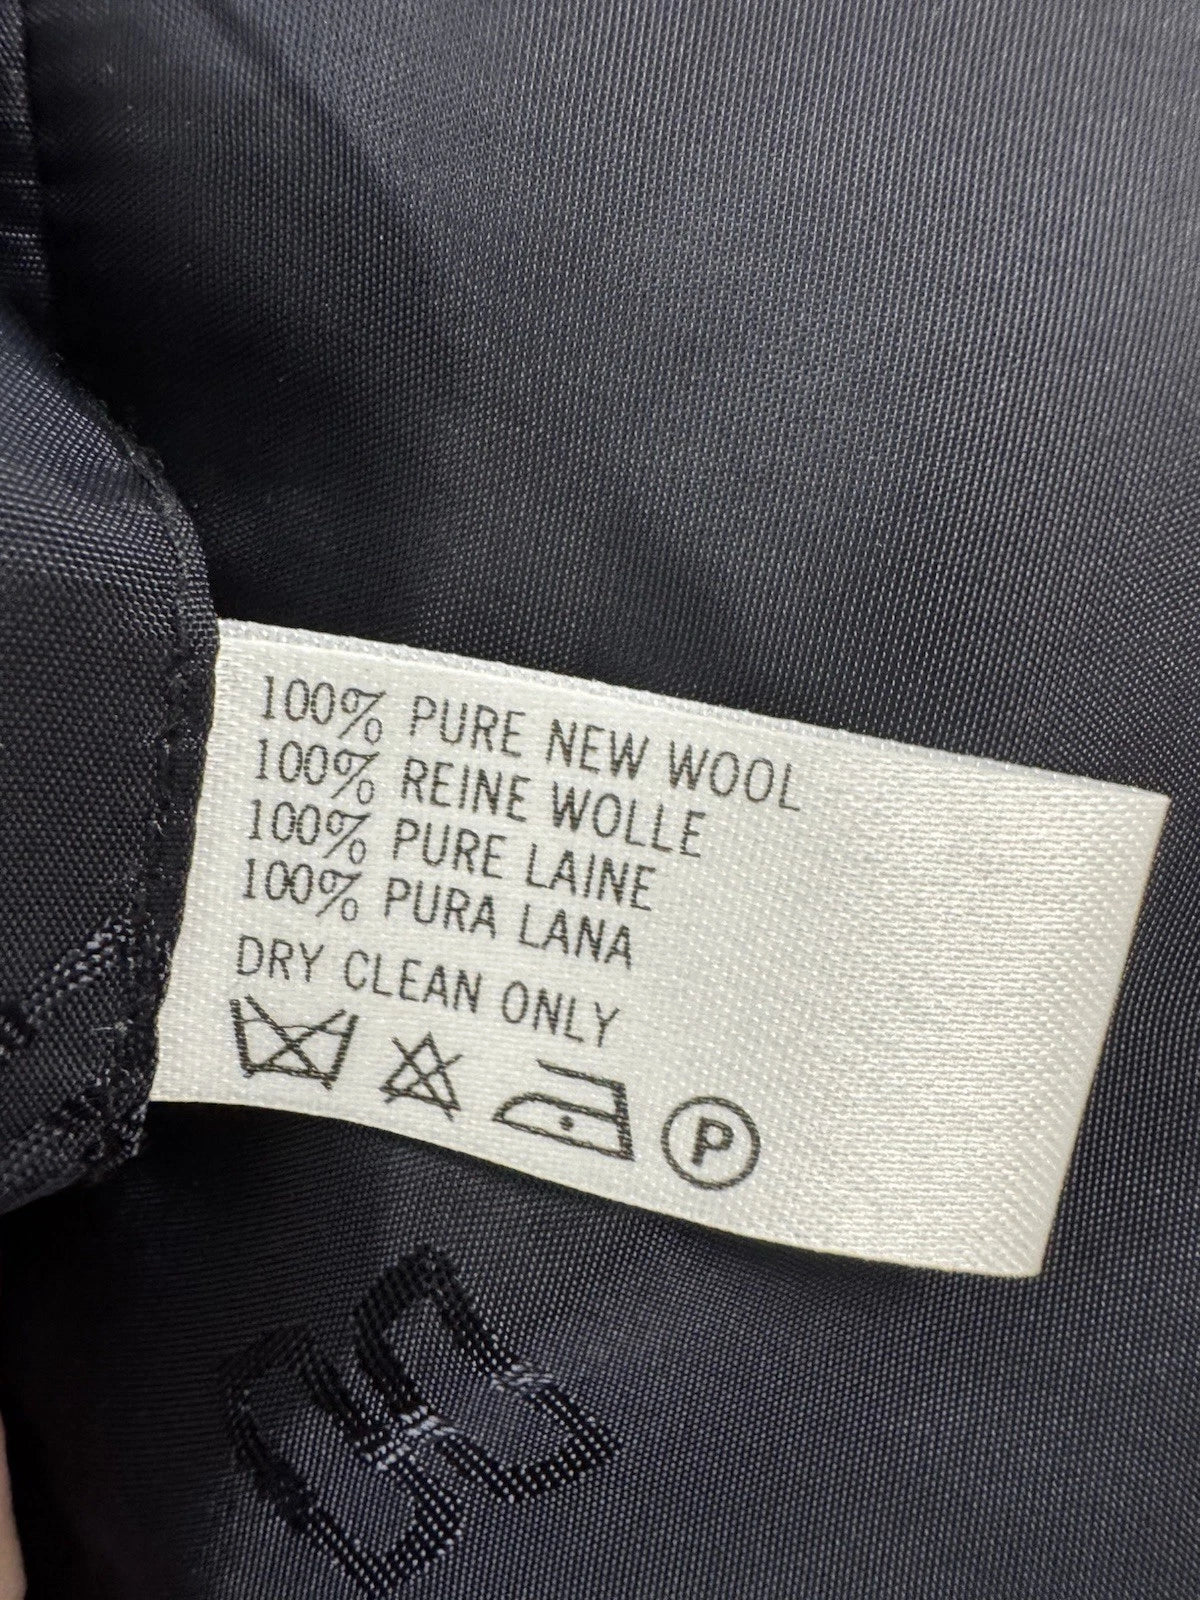 100% PURE NEW WOOL
100% REINE WOLLE
100% PURE LAINE
100% PURA LANA
DRY CLEAN ONLY
P